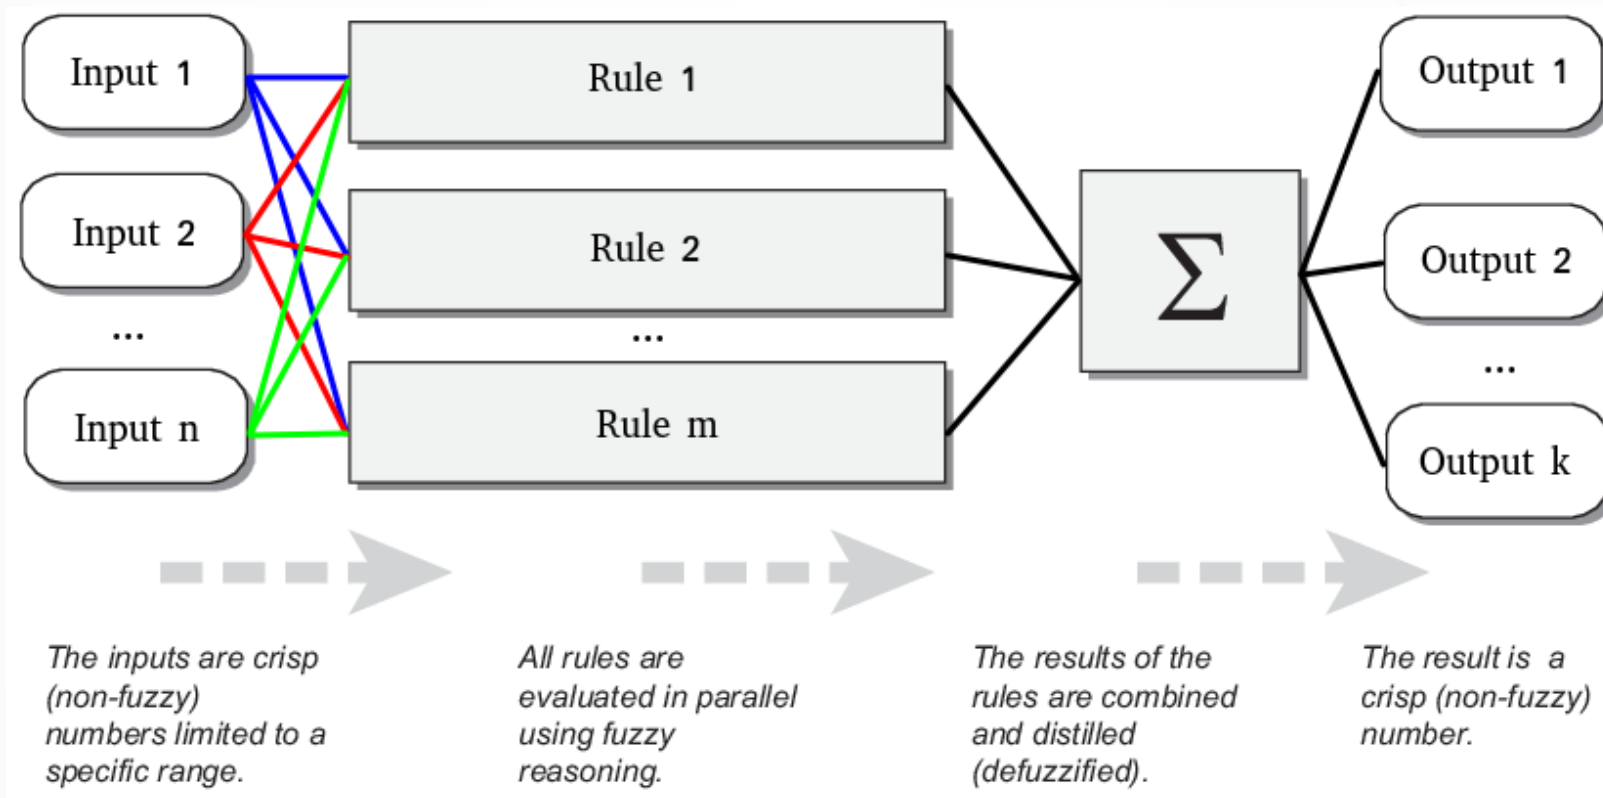 Input 1
Rule 1
Output 1
Input 2
Rule 2
Σ
Output 2
...
...
...
Input n
Rule m
Output k
The inputs are crisp
(non-fuzzy)
numbers limited to a
specific range.
All rules are
evaluated in parallel
using fuzzy
reasoning.
The results of the
rules are combined
and distilled
(defuzzified).
The result is a
crisp (non-fuzzy)
number.